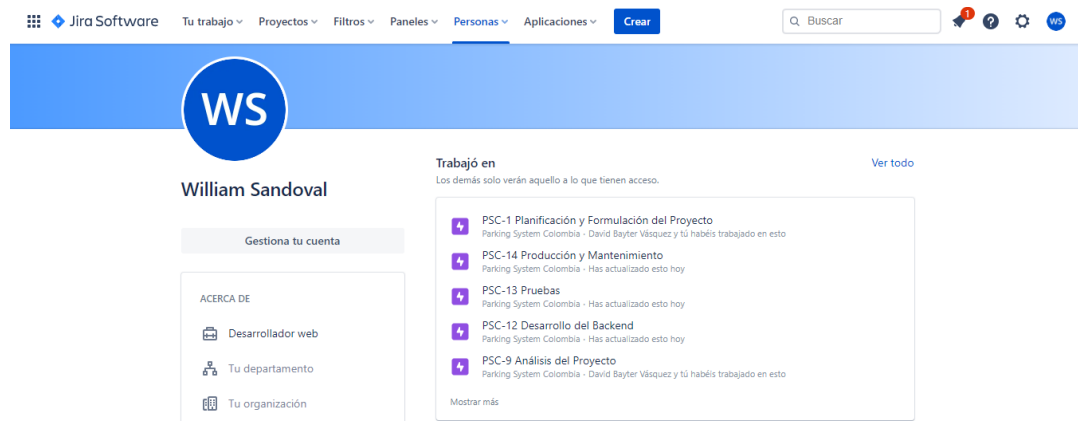 Jira Software Tu trabajo Proyectos Filtros Paneles Personas Aplicaciones Crear Buscar 1 WS
WS
William Sandoval
Gestiona tu cuenta
ACERCA DE
Desarrollador web
Tu departamento
Tu organización
Trabajó en Ver todo
Los demás solo verán aquello a lo que tienen acceso.
PSC-1 Planificación y Formulación del Proyecto
Parking System Colombia - David Bayter Vásquez y tú habéis trabajado en esto
PSC-14 Producción y Mantenimiento
Parking System Colombia - Has actualizado esto hoy
PSC-13 Pruebas
Parking System Colombia - Has actualizado esto hoy
PSC-12 Desarrollo del Backend
Parking System Colombia - Has actualizado esto hoy
PSC-9 Análisis del Proyecto
Parking System Colombia - David Bayter Vásquez y tú habéis trabajado en esto
Mostrar más